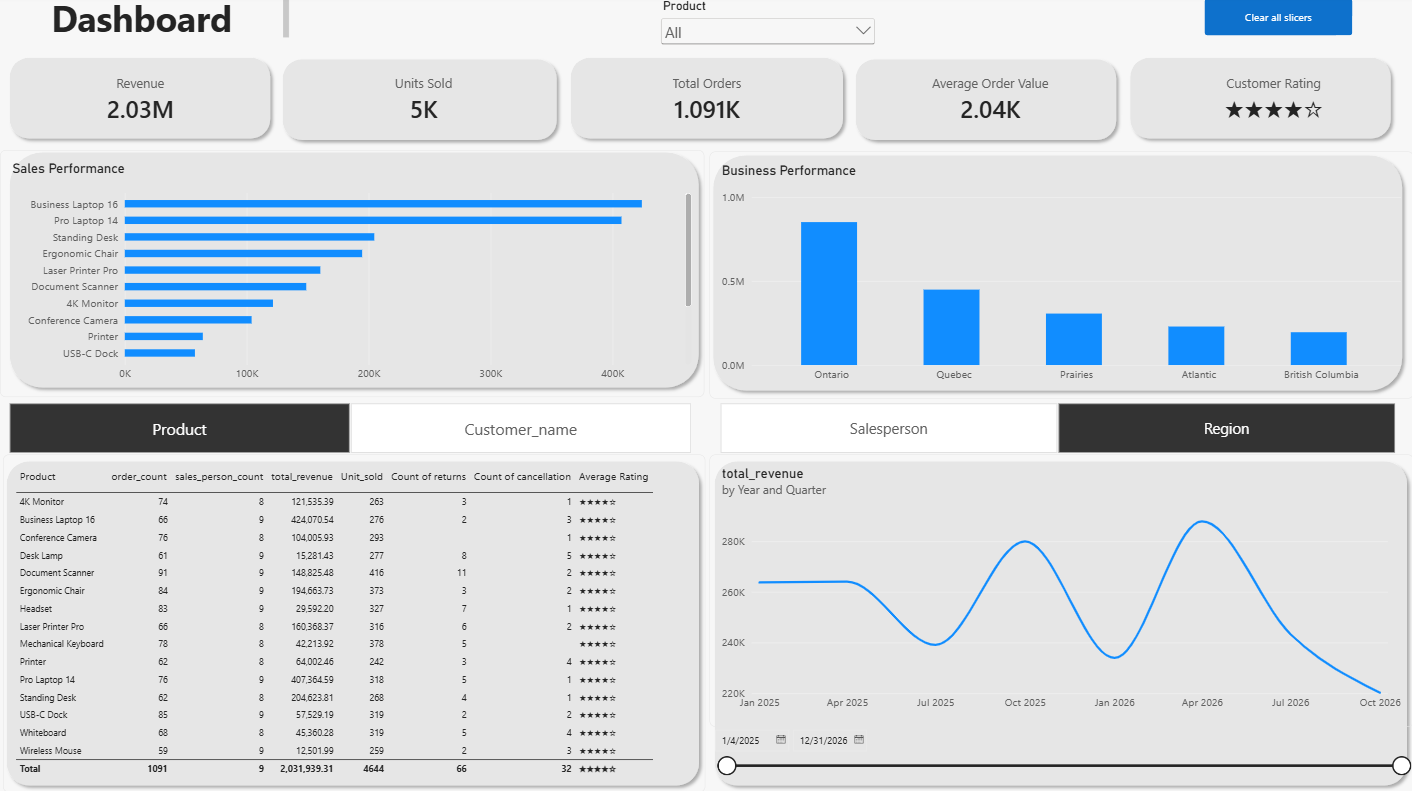 Dashboard
Product
All
Clear all slicers
Revenue
2.03M
Units Sold
5K
Total Orders
1.091K
Average Order Value
2.04K
Customer Rating
★★★★☆
Sales Performance
Business Laptop 16
Pro Laptop 14
Standing Desk
Ergonomic Chair
Laser Printer Pro
Document Scanner
4K Monitor
Conference Camera
Printer
USB-C Dock
0K 100K 200K 300K 400K
Business Performance
1.0M
0.5M
0.0M
Ontario Quebec Prairies Atlantic British Columbia
Product Customer_name
Salesperson Region
Product order_count sales_person_count total_revenue Unit_sold Count of returns Count of cancellation Average Rating
4K Monitor 74 8 121,535.39 263 3 1 ★★★★☆
Business Laptop 16 66 9 424,070.54 276 2 3 ★★★★☆
Conference Camera 76 8 104,005.93 293 1 ★★★★☆
Desk Lamp 61 9 15,281.43 277 8 5 ★★★★☆
Document Scanner 91 9 148,825.48 416 11 2 ★★★★☆
Ergonomic Chair 84 9 194,663.73 373 3 2 ★★★★☆
Headset 83 9 29,592.20 327 7 1 ★★★★☆
Laser Printer Pro 66 8 160,368.37 316 6 2 ★★★★☆
Mechanical Keyboard 78 8 42,213.92 378 5 ★★★★☆
Printer 62 8 64,002.46 242 3 4 ★★★★☆
Pro Laptop 14 76 9 407,364.59 318 5 1 ★★★★☆
Standing Desk 62 8 204,623.81 268 4 1 ★★★★☆
USB-C Dock 85 9 57,529.19 319 2 2 ★★★★☆
Whiteboard 68 8 45,360.28 319 5 4 ★★★★☆
Wireless Mouse 59 9 12,501.99 259 2 3 ★★★★☆
Total 1091 9 2,031,939.31 4644 66 32 ★★★★☆
total_revenue
by Year and Quarter
280K
260K
240K
220K
Jan 2025 Apr 2025 Jul 2025 Oct 2025 Jan 2026 Apr 2026 Jul 2026 Oct 2026
1/4/2025 12/31/2026